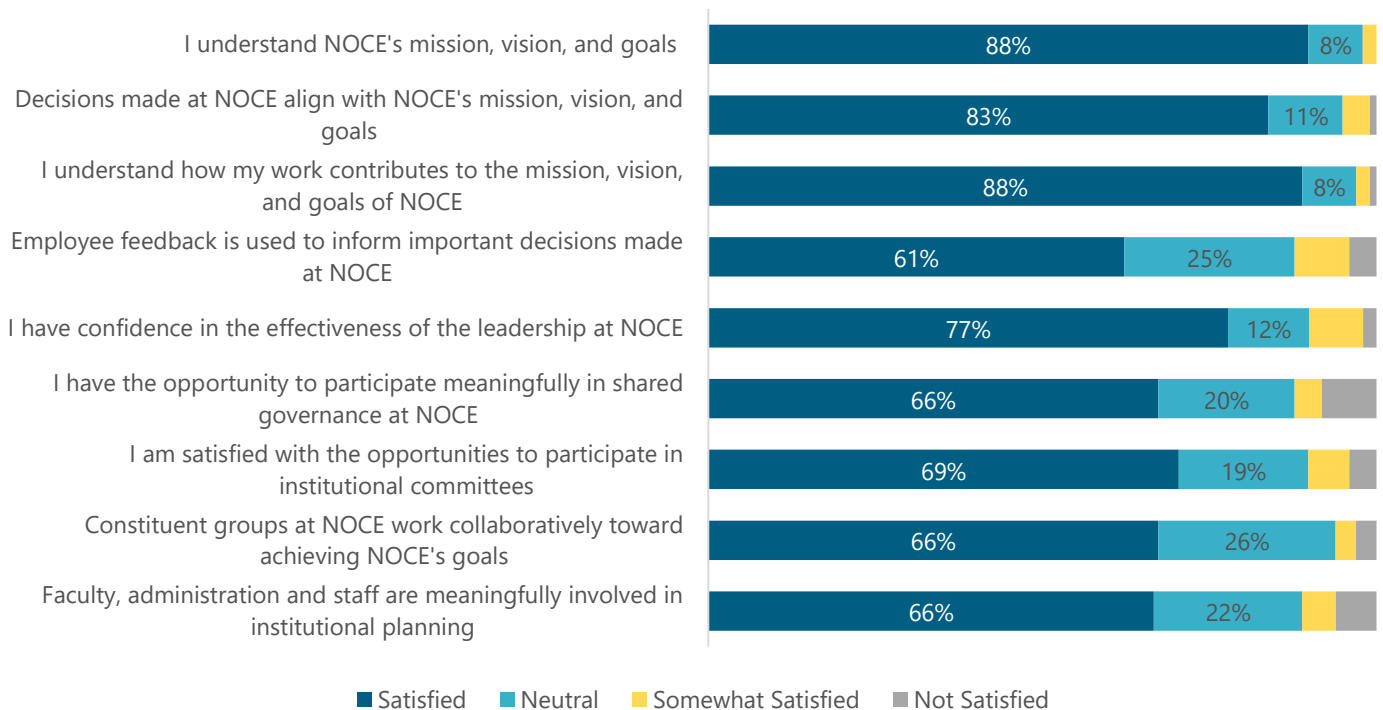 I understand NOCE's mission, vision, and goals
88%
8%
Decisions made at NOCE align with NOCE's mission, vision, and
goals
83%
11%
I understand how my work contributes to the mission, vision,
and goals of NOCE
88%
8%
Employee feedback is used to inform important decisions made
at NOCE
61%
25%
I have confidence in the effectiveness of the leadership at NOCE
77%
12%
I have the opportunity to participate meaningfully in shared
governance at NOCE
66%
20%
I am satisfied with the opportunities to participate in
institutional committees
69%
19%
Constituent groups at NOCE work collaboratively toward
achieving NOCE's goals
66%
26%
Faculty, administration and staff are meaningfully involved in
institutional planning
66%
22%
Satisfied
Neutral
Somewhat Satisfied
Not Satisfied